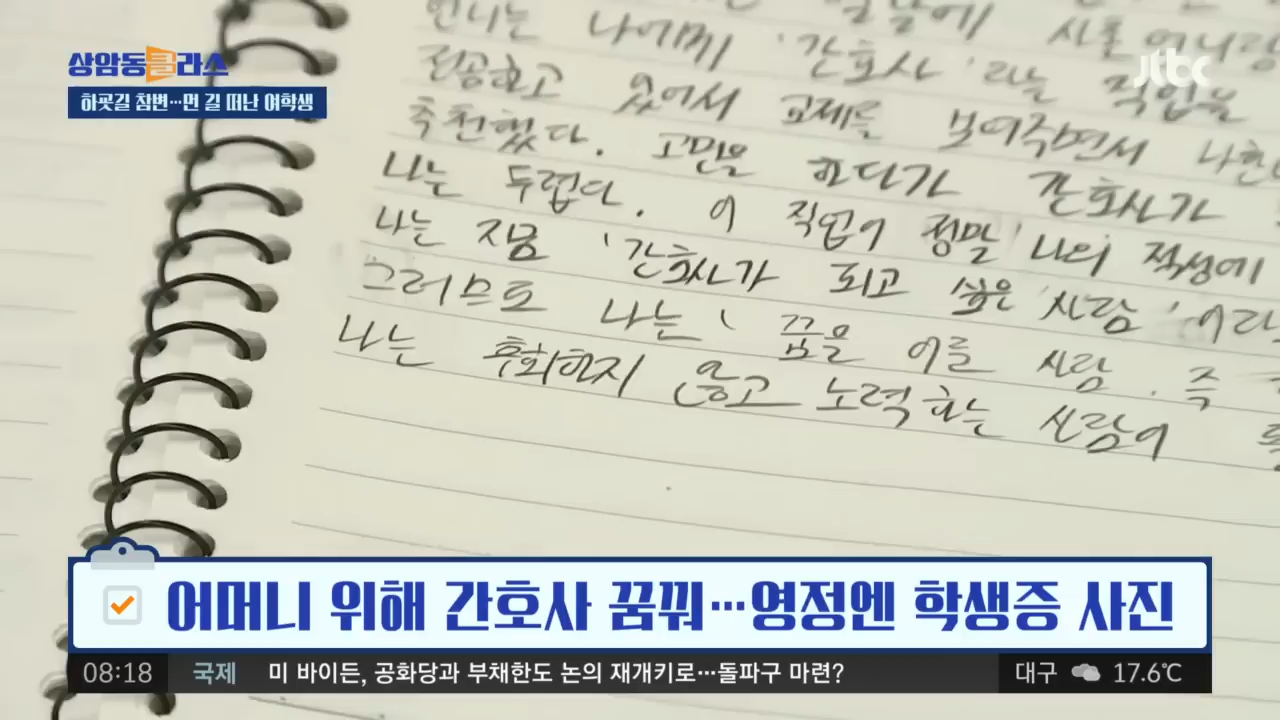 상암동클라스
하굣길 참변…먼 길 떠난 여학생
jtbc
언니는 나에게 '간호사'라는 직업을
전공하고 있어서 교재를 보여주면서
추천했다. 고민을 하다가 간호사가
나는 두렵다. 이 직업이 정말 나의 적성에
나는 지금 '간호사가 되고 싶은 사람'이라
그러므로 나는 '꿈을 이룰 사람. 즉
나는 후회하지 않고 노력하는 사람이
어머니 위해 간호사 꿈꿔…영정엔 학생증 사진
08:18 국제 미 바이든, 공화당과 부채한도 논의 재개키로…돌파구 마련? 대구 17.6℃